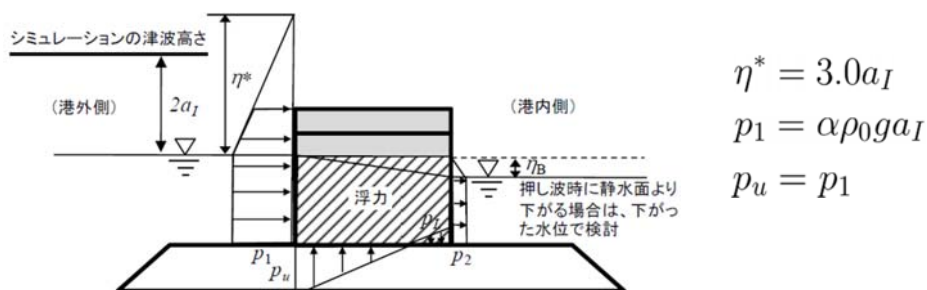 シミュレーションの津波高さ
η*
(港外側)
2a_I
(港内側)
η_B
押し波時に静水面より
下がる場合は、下がっ
た水位で検討
浮力
p_1
p_u
p_2
η* = 3.0a_I
p_1 = αρ_0ga_I
p_u = p_1